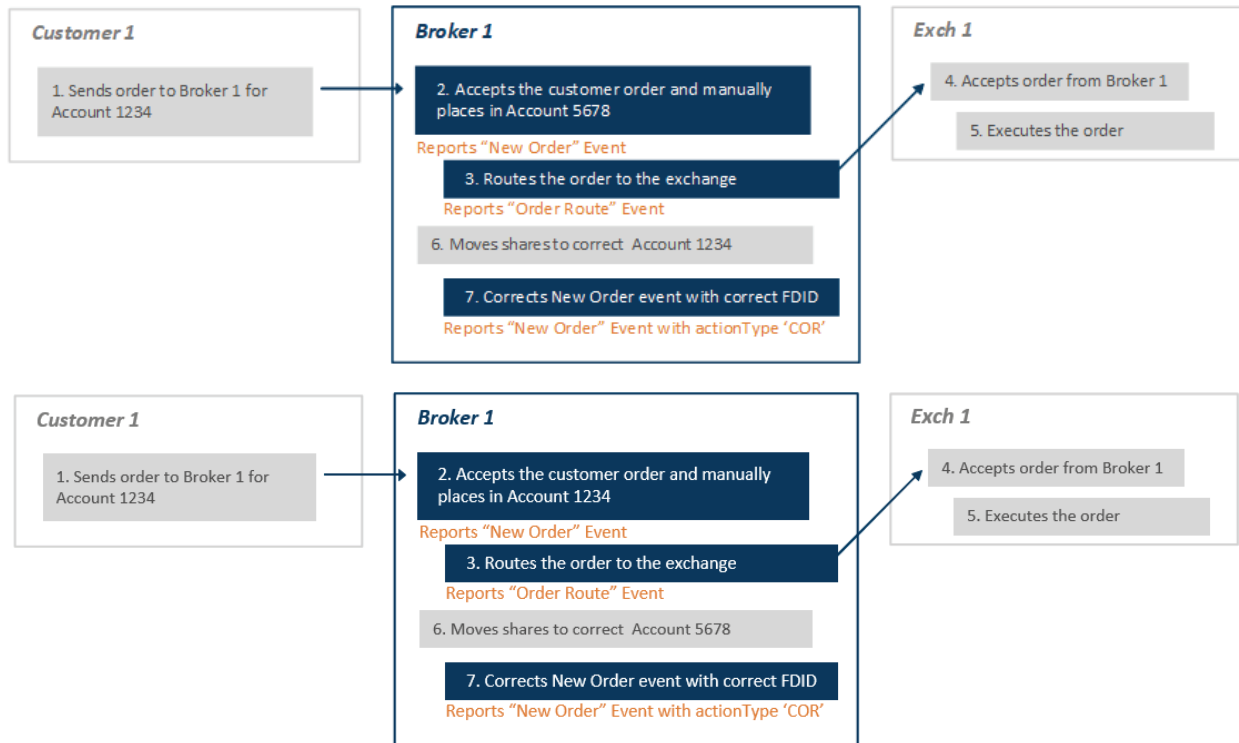 Customer 1
1. Sends order to Broker 1 for
Account 1234
Broker 1
2. Accepts the customer order and manually
places in Account 5678
Reports “New Order” Event
3. Routes the order to the exchange
Reports “Order Route” Event
6. Moves shares to correct Account 1234
7. Corrects New Order event with correct FDID
Reports “New Order” Event with actionType ‘COR’
Exch 1
4. Accepts order from Broker 1
5. Executes the order
Customer 1
1. Sends order to Broker 1 for
Account 1234
Broker 1
2. Accepts the customer order and manually
places in Account 1234
Reports “New Order” Event
3. Routes the order to the exchange
Reports “Order Route” Event
6. Moves shares to correct Account 5678
7. Corrects New Order event with correct FDID
Reports “New Order” Event with actionType ‘COR’
Exch 1
4. Accepts order from Broker 1
5. Executes the order